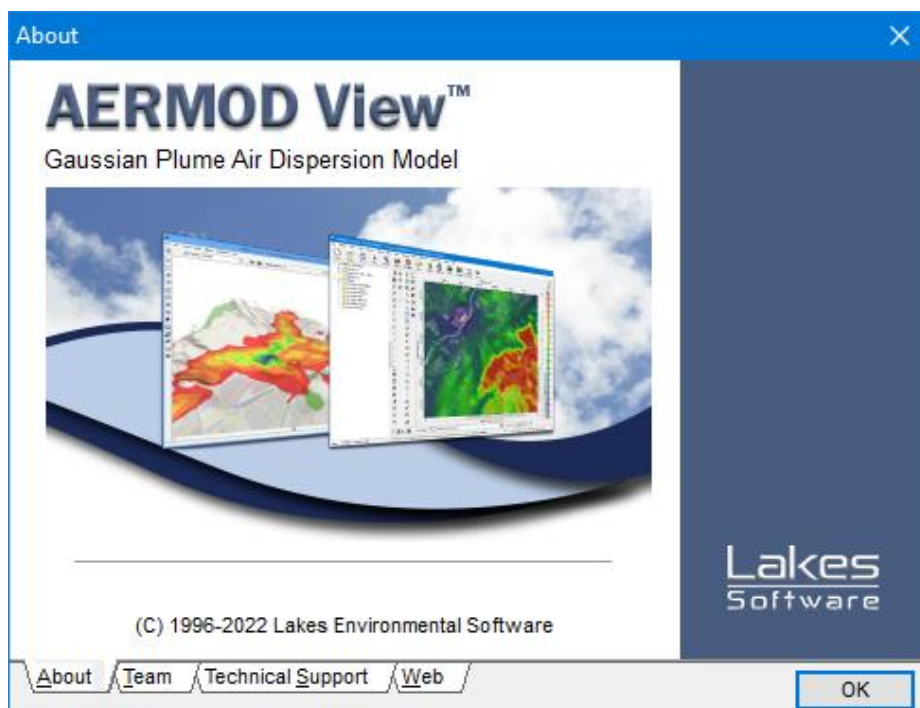 About
AERMOD View™
Gaussian Plume Air Dispersion Model
Lakes
Software
(C) 1996-2022 Lakes Environmental Software
About
Team
Technical Support
Web
OK